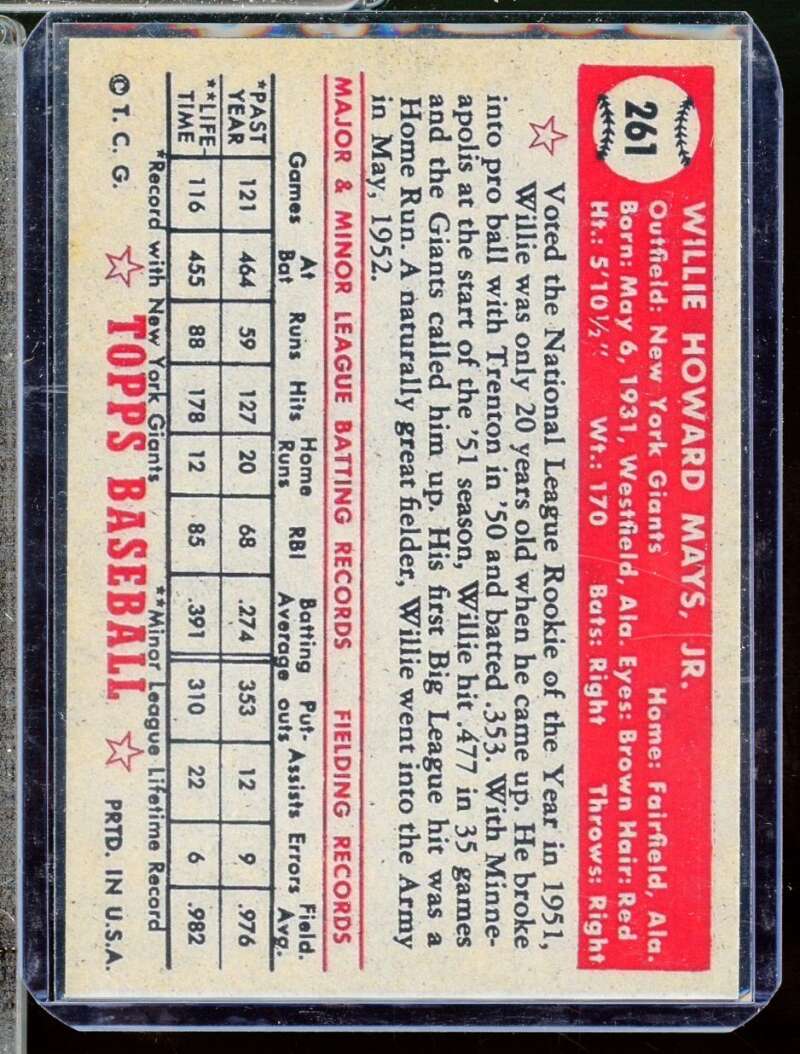 261
WILLIE HOWARD MAYS, JR.
Outfield: New York Giants Home: Fairfield, Ala.
Born: May 6, 1931, Westfield, Ala. Eyes: Brown Hair: Red
Ht.: 5'10½" Wt.: 170 Bats: Right Throws: Right
Voted the National League Rookie of the Year in 1951,
Willie was only 20 years old when he came up. He broke
into pro ball with Trenton in '50 and batted .353. With Minne-
apolis at the start of the '51 season, Willie hit .477 in 35 games
and the Giants called him up. His first Big League hit was a
Home Run. A naturally great fielder, Willie went into the Army
in May, 1952.
MAJOR & MINOR LEAGUE BATTING RECORDS FIELDING RECORDS
Games At Bat Runs Hits Home Runs RBI Batting Average Put-outs Assists Errors Field. Avg.
*PAST YEAR 121 464 59 127 20 68 .274 353 12 9 .976
**LIFE-TIME 116 455 88 178 12 85 .391 310 22 6 .982
*Record with New York Giants **Minor League Lifetime Record
© T. C. G. TOPPS BASEBALL PRTD. IN U.S.A.